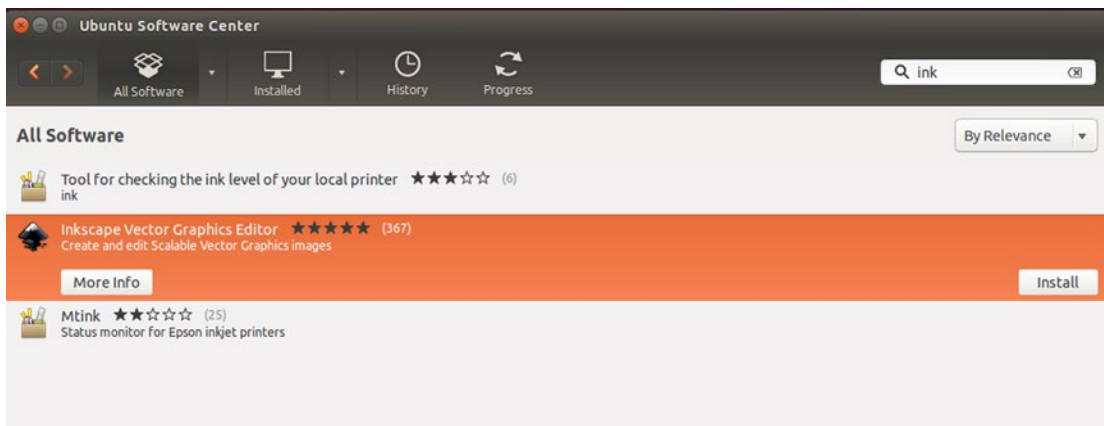 Ubuntu Software Center
All Software
Installed
History
Progress
ink
All Software
By Relevance
Tool for checking the ink level of your local printer (6)
ink
Inkscape Vector Graphics Editor (367)
Create and edit Scalable Vector Graphics images
More Info
Install
Mtink (25)
Status monitor for Epson inkjet printers